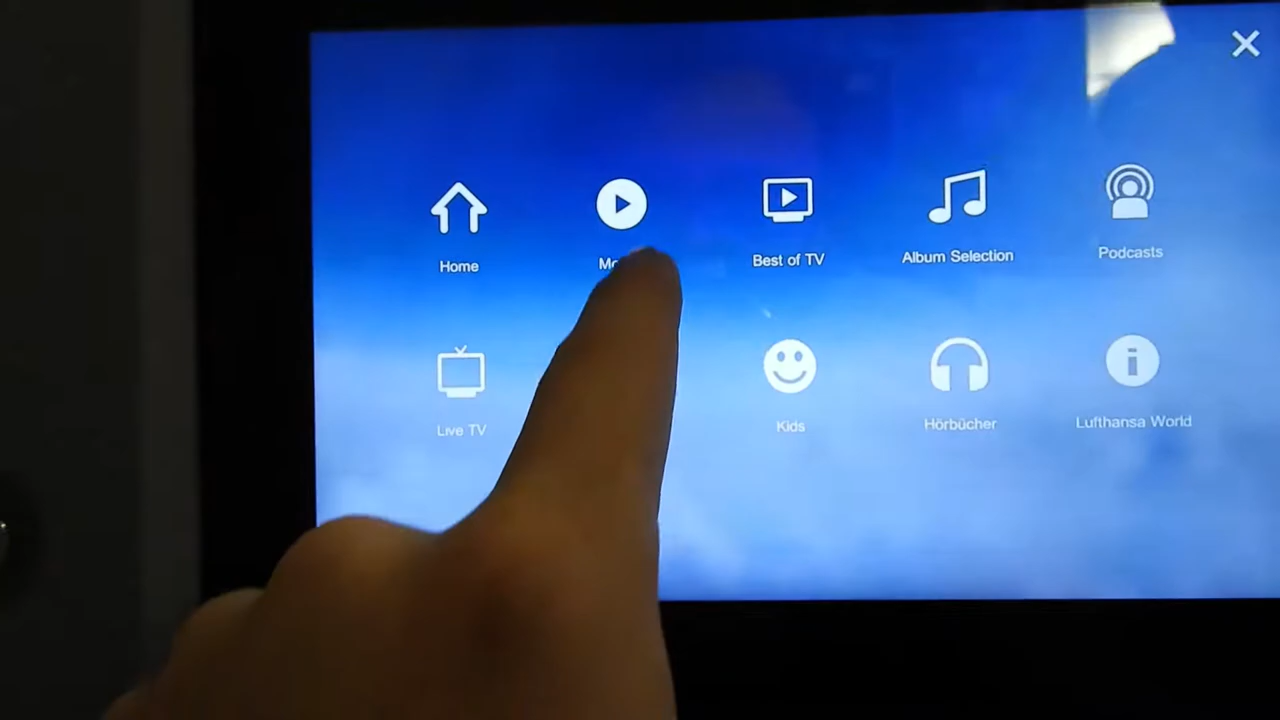 Home
Best of TV
Album Selection
Podcasts
Live TV
Kids
Hörbücher
Lufthansa World